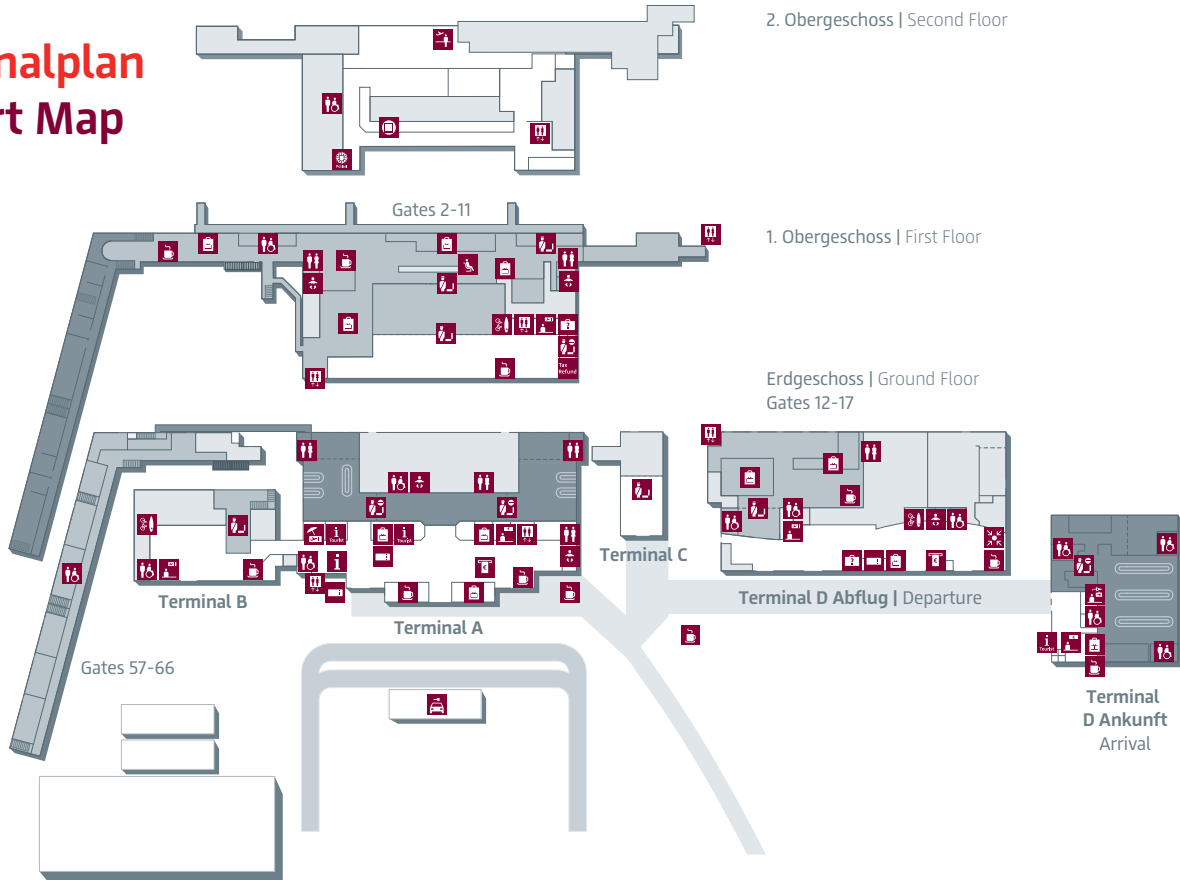 nalplan
rt Map
2. Obergeschoss | Second Floor
Gates 2-11
1. Obergeschoss | First Floor
Tax
Refund
Erdgeschoss | Ground Floor
Gates 12-17
i
Tourist
i
Tourist
i
Terminal C
Terminal B
Terminal A
Terminal D Abflug | Departure
i
Tourist
Gates 57-66
Terminal
D Ankunft
Arrival